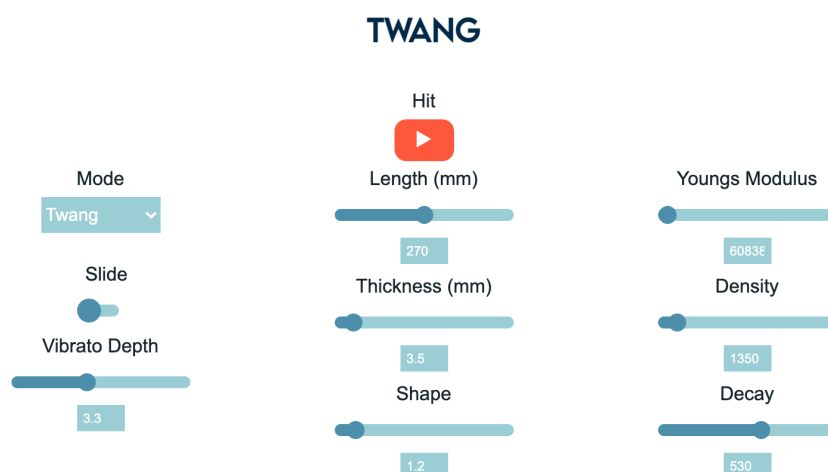 TWANG
Hit
Mode
Twang
Slide
Vibrato Depth
3.3
Length (mm)
270
Thickness (mm)
3.5
Shape
1.2
Youngs Modulus
60838
Density
1350
Decay
530